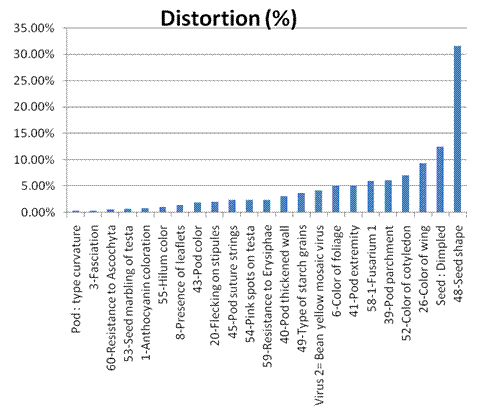 Distortion (%)
35.00%
30.00%
25.00%
20.00%
15.00%
10.00%
5.00%
0.00%
Pod : type curvature
3-Fasciation
60-Resistance to Ascochyta
53-Seed marbling of testa
1-Anthocyanin coloration
55-Hilum color
8-Presence of leaflets
43-Pod color
20-Flecking on stipules
45-Pod suture strings
54-Pink spots on testa
59-Resistance to Erysiphae
40-Pod thickened wall
49-Type of starch grains
Virus 2= Bean yellow mosaic virus
6-Color of foliage
41-Pod extremity
58-1-Fusarium 1
39-Pod parchment
52-Color of cotyledon
26-Color of wing
Seed : Dimpled
48-Seed shape